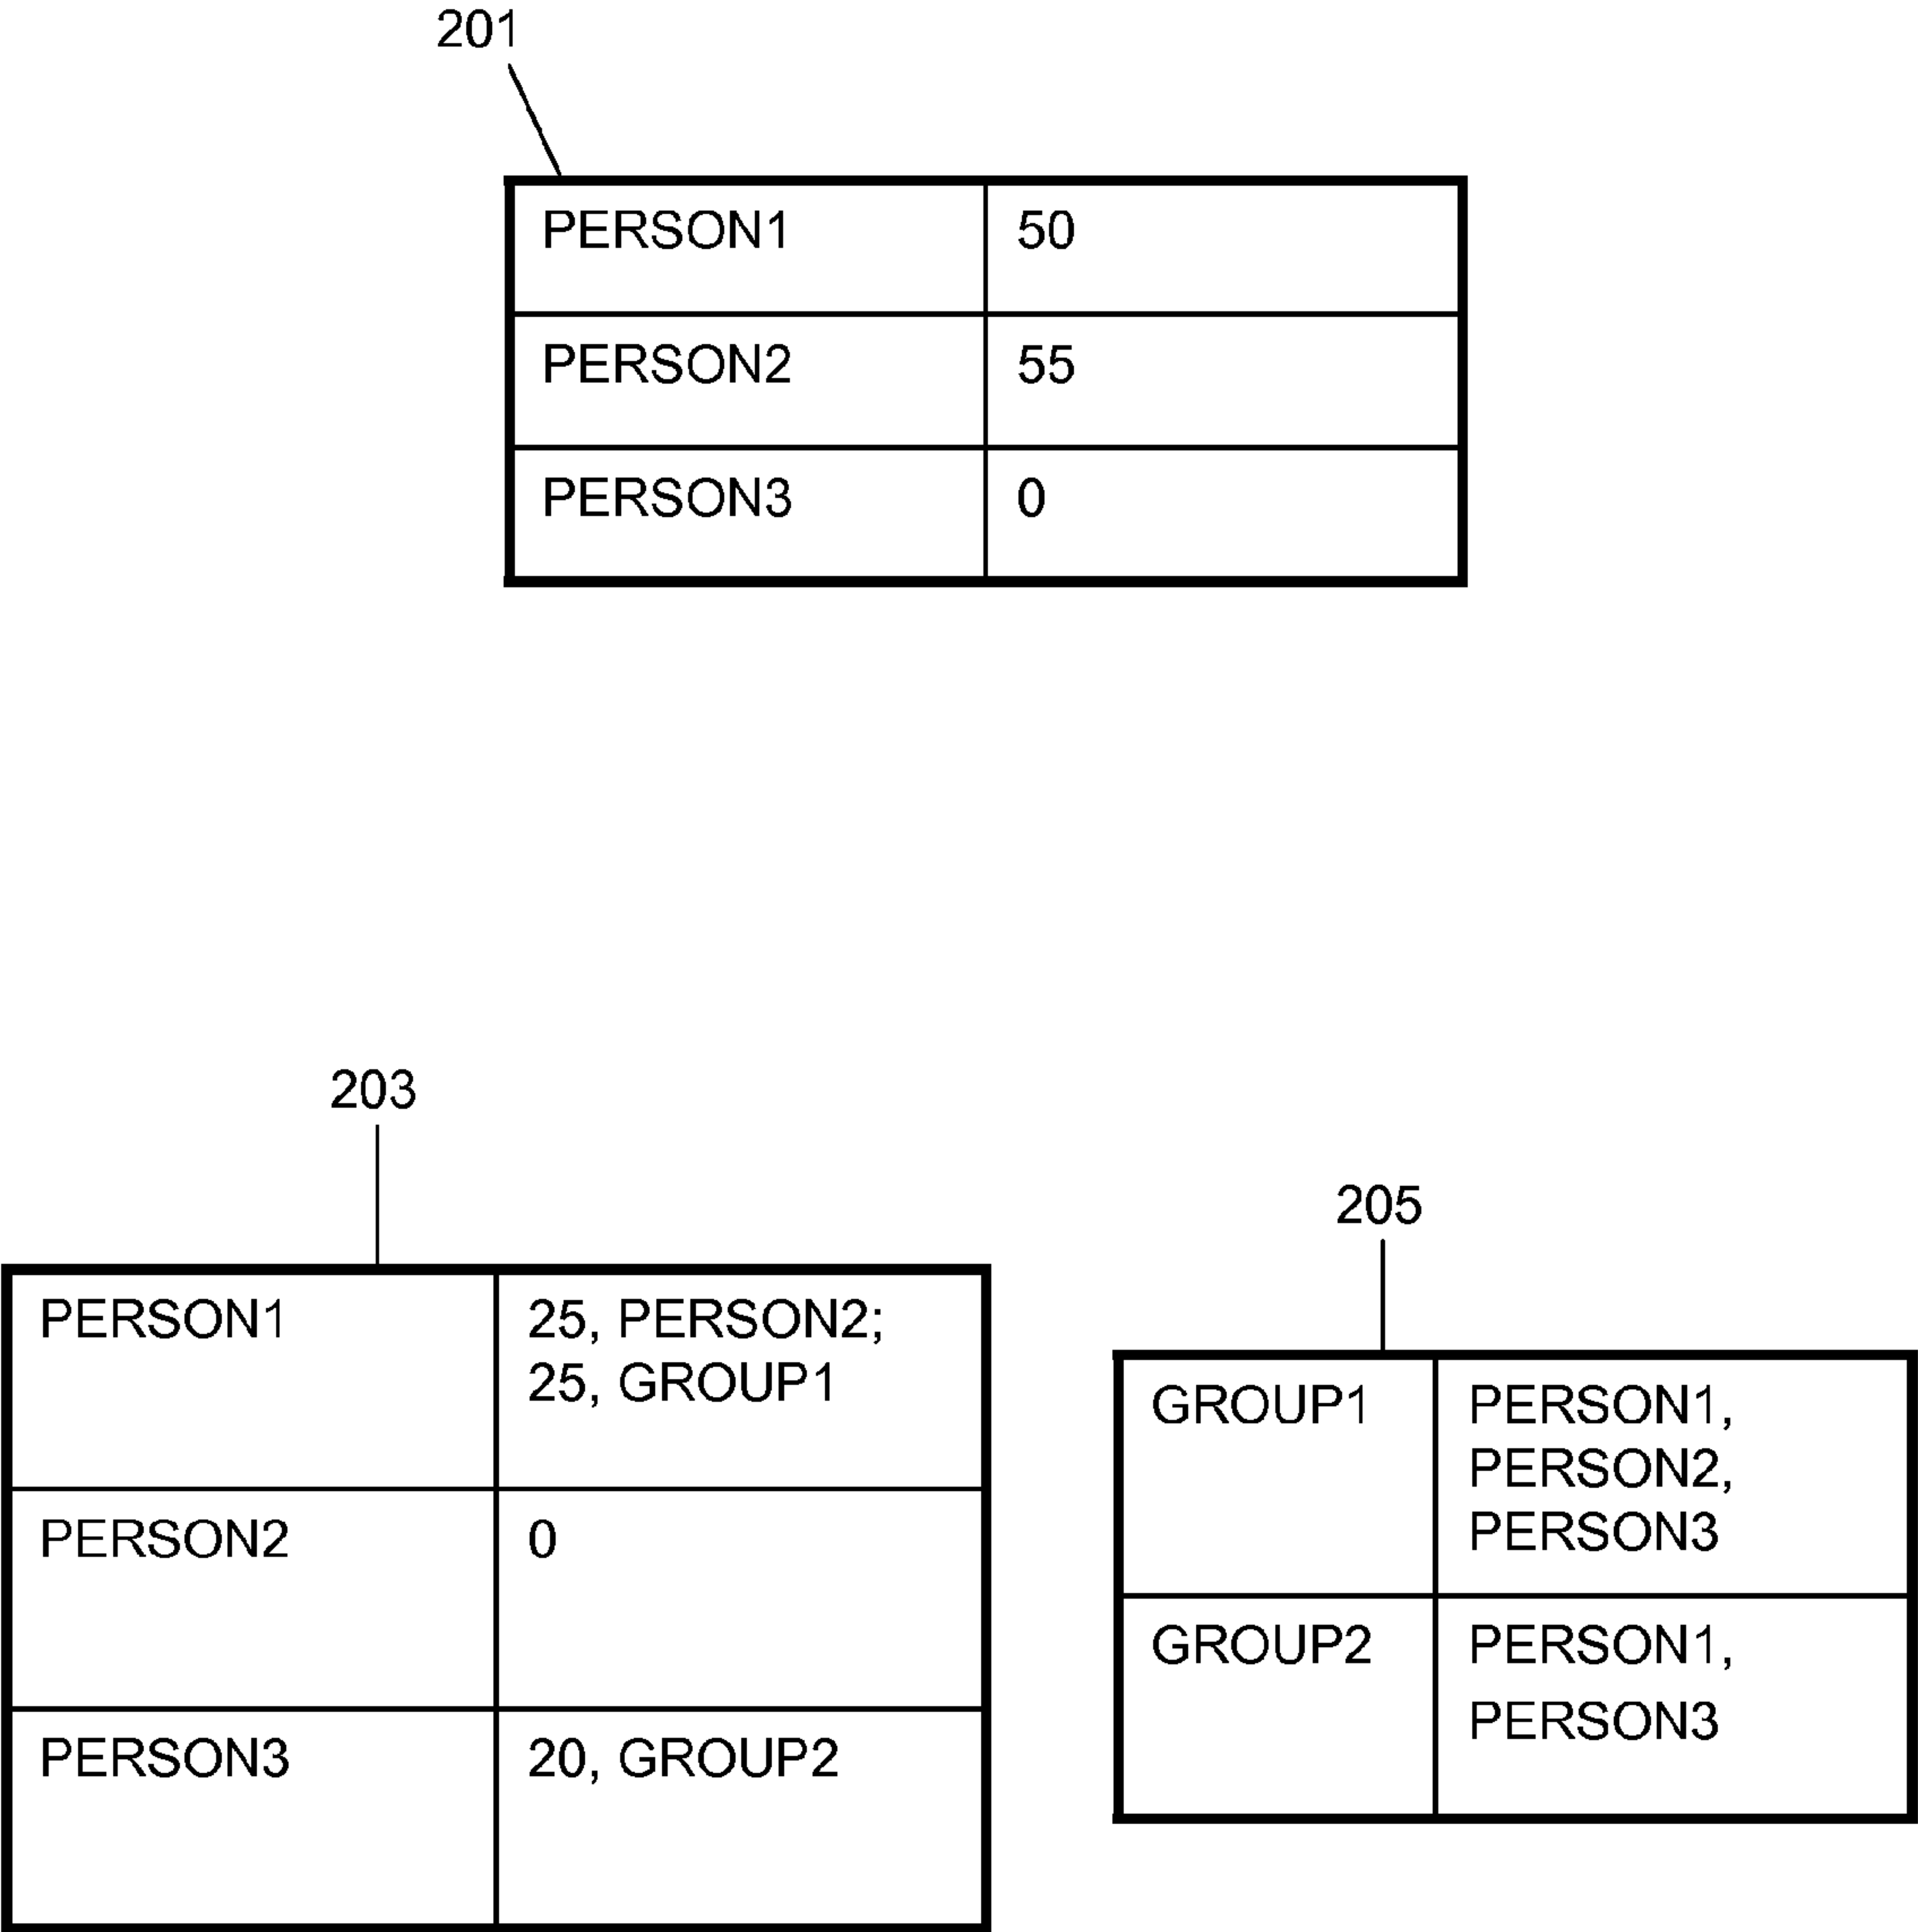 201
PERSON1 50
PERSON2 55
PERSON3 0
203
PERSON1 25, PERSON2;
25, GROUP1
PERSON2 0
PERSON3 20, GROUP2
205
GROUP1 PERSON1,
PERSON2,
PERSON3
GROUP2 PERSON1,
PERSON3